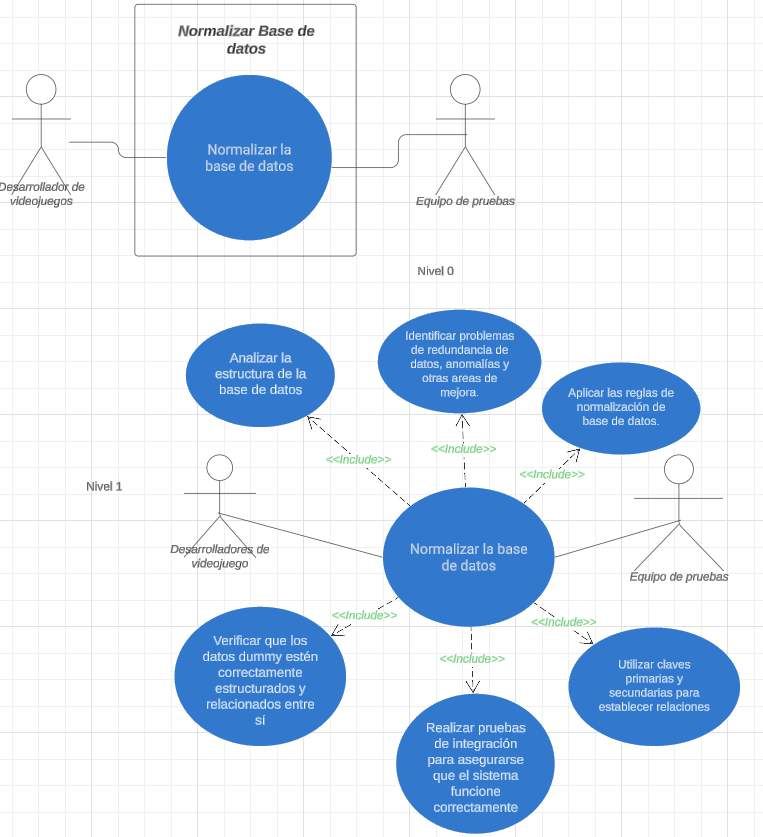 Normalizar Base de
datos
Normalizar la
base de datos
Desarrollador de
videojuegos
Equipo de pruebas
Nivel 0
Analizar la
estructura de la
base de datos
Identificar problemas
de redundancia de
datos, anomalías y
otras areas de
mejora.
Aplicar las reglas de
normalización de
base de datos.
<<Include>>
<<Include>>
<<Include>>
Nivel 1
Desarrolladores de
videojuego
Normalizar la base
de datos
Equipo de pruebas
<<Include>>
<<Include>>
<<Include>>
Verificar que los
datos dummy estén
correctamente
estructurados y
relacionados entre
sí
Realizar pruebas
de integración
para asegurarse
que el sistema
funcione
correctamente
Utilizar claves
primarias y
secundarias para
establecer relaciones